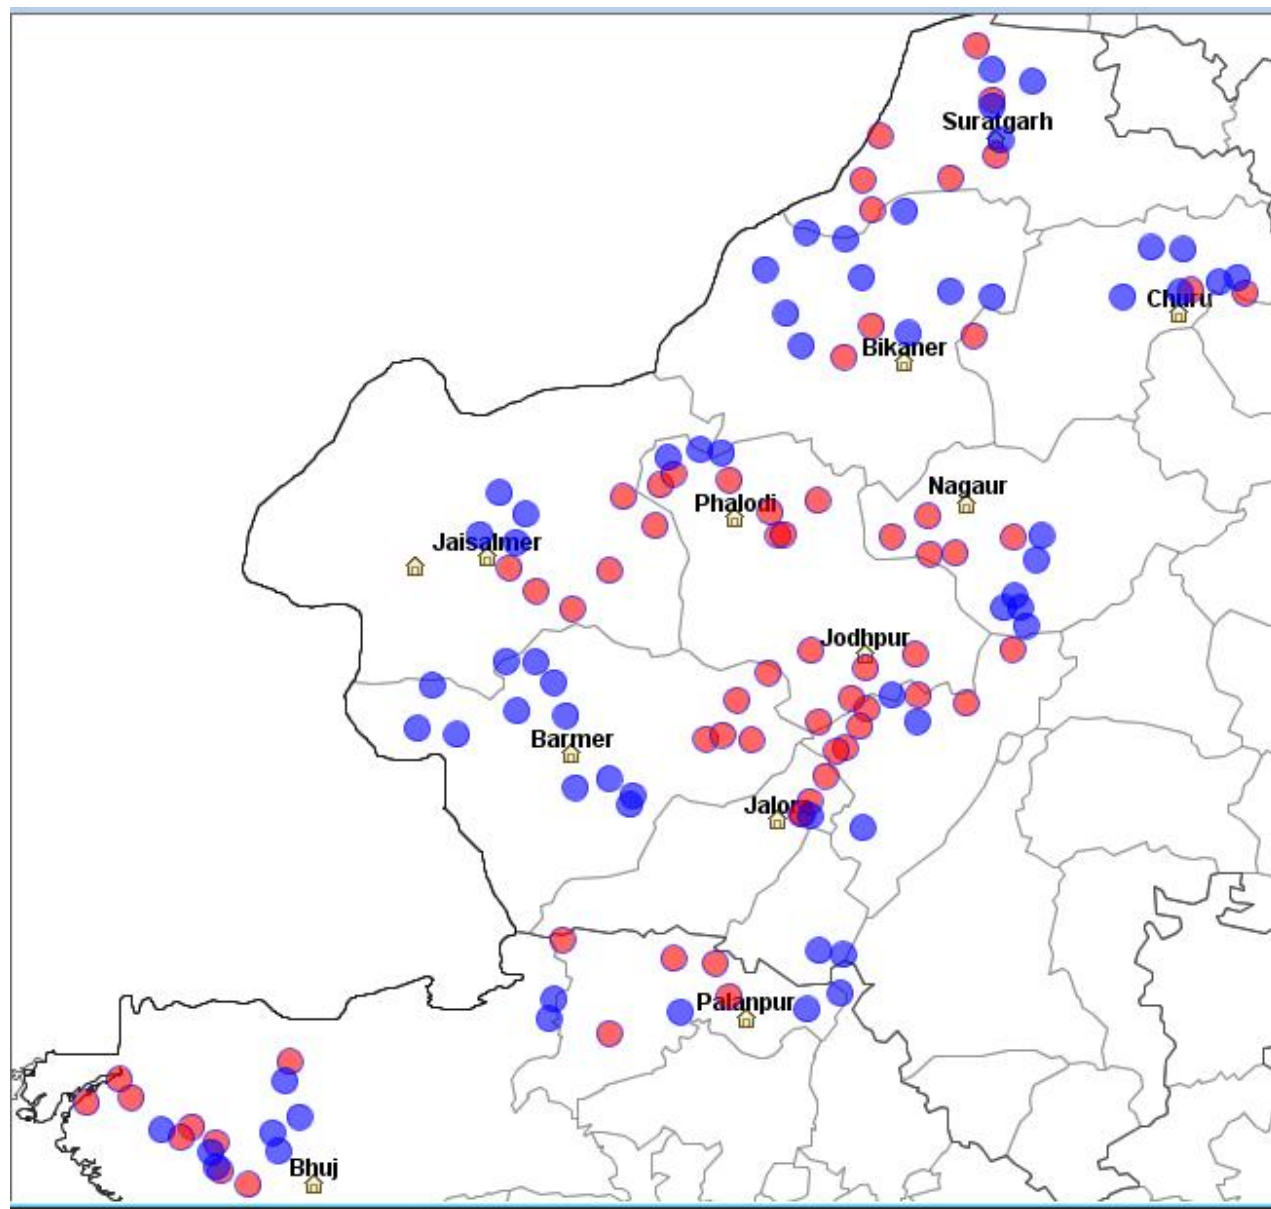 Suratgarh
Churu
Bikaner
Nagaur
Phalodi
Jaisalmer
Jodhpur
Barmer
Jalore
Palanpur
Bhuj